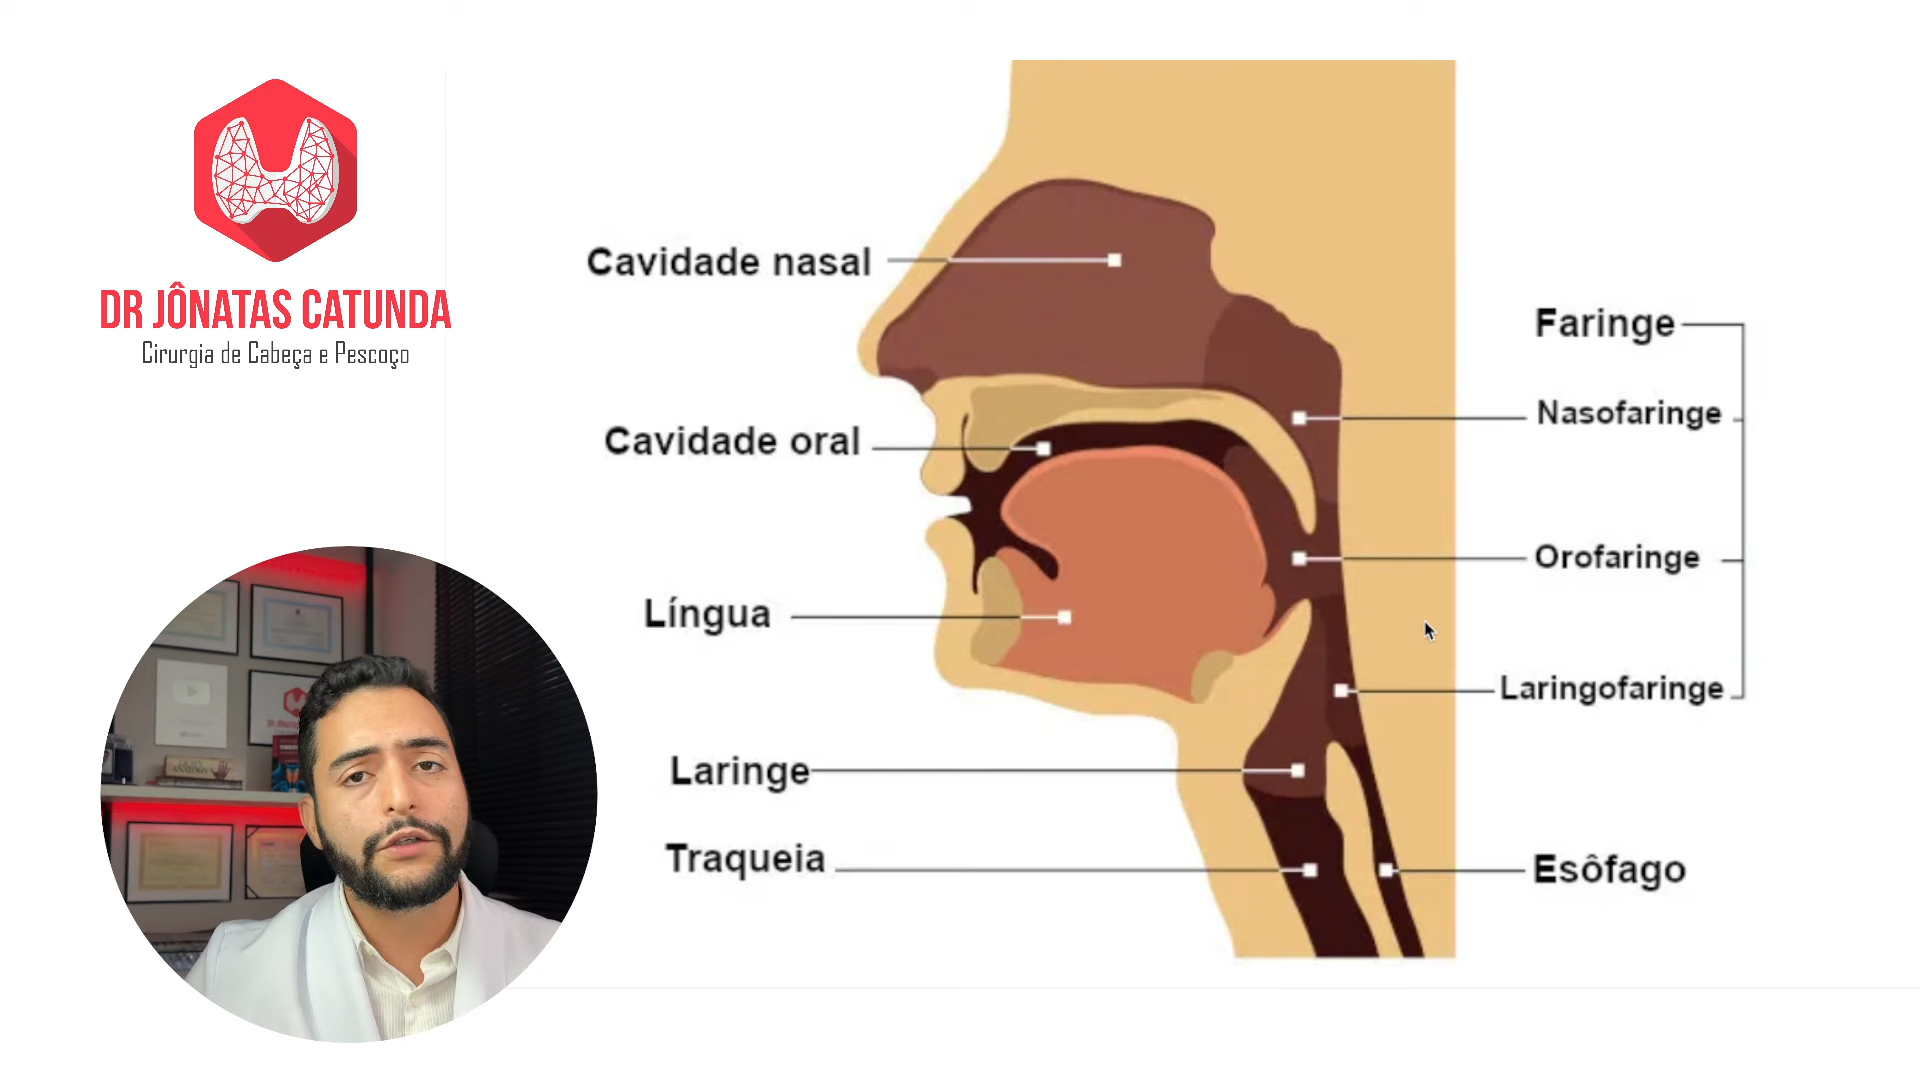 DR JÔNATAS CATUNDA
Cirurgia de Cabeça e Pescoço
Cavidade nasal
Cavidade oral
Língua
Laringe
Traqueia
Faringe
Nasofaringe
Orofaringe
Laringofaringe
Esôfago